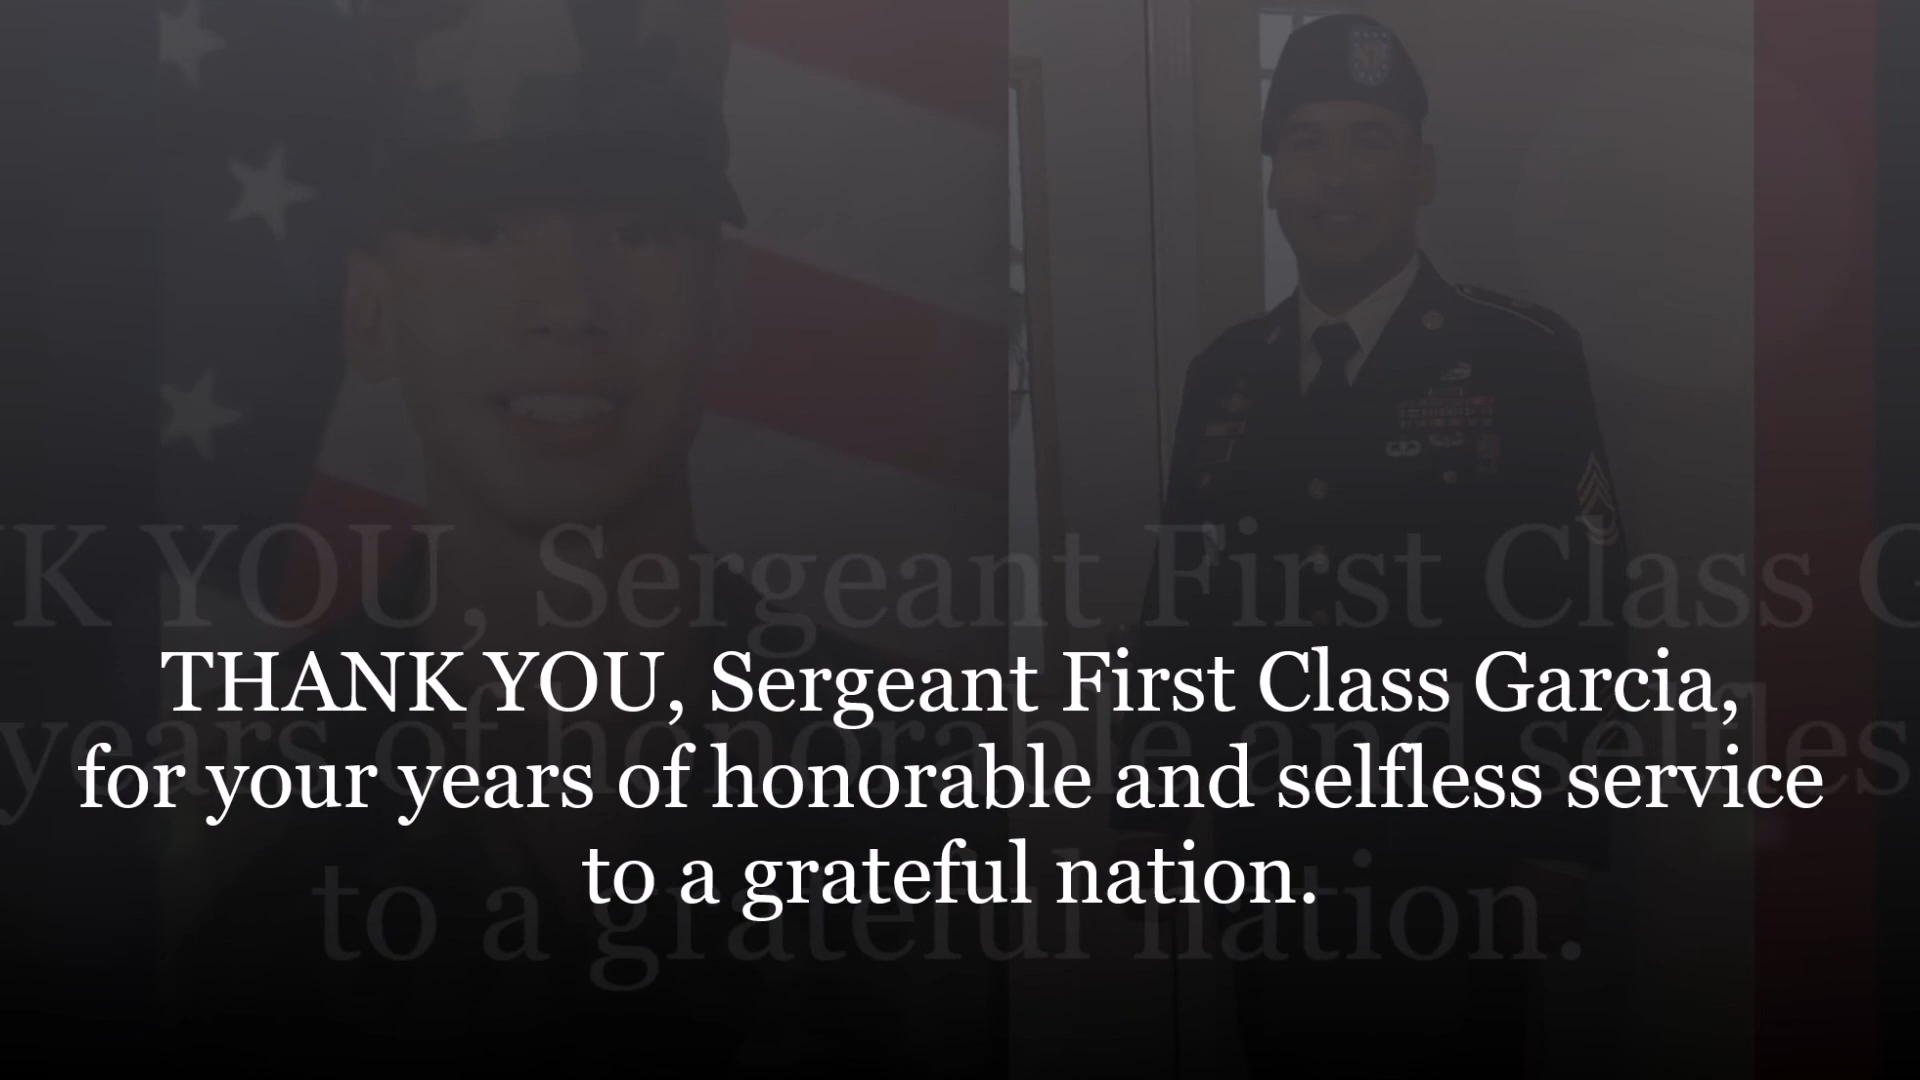 THANK YOU, Sergeant First Class Garcia,
for your years of honorable and selfless service
to a grateful nation.